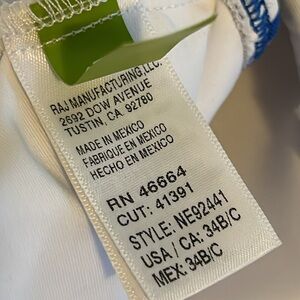 RAJ MANUFACTURING, LLC.
2692 DOW AVENUE
TUSTIN, CA 92780
MADE IN MEXICO
FABRIQUE EN MEXICO
HECHO EN MEXICO
RN 46664
CUT: 41391
STYLE: NE92441
USA / CA: 34B/C
MEX: 34B/C